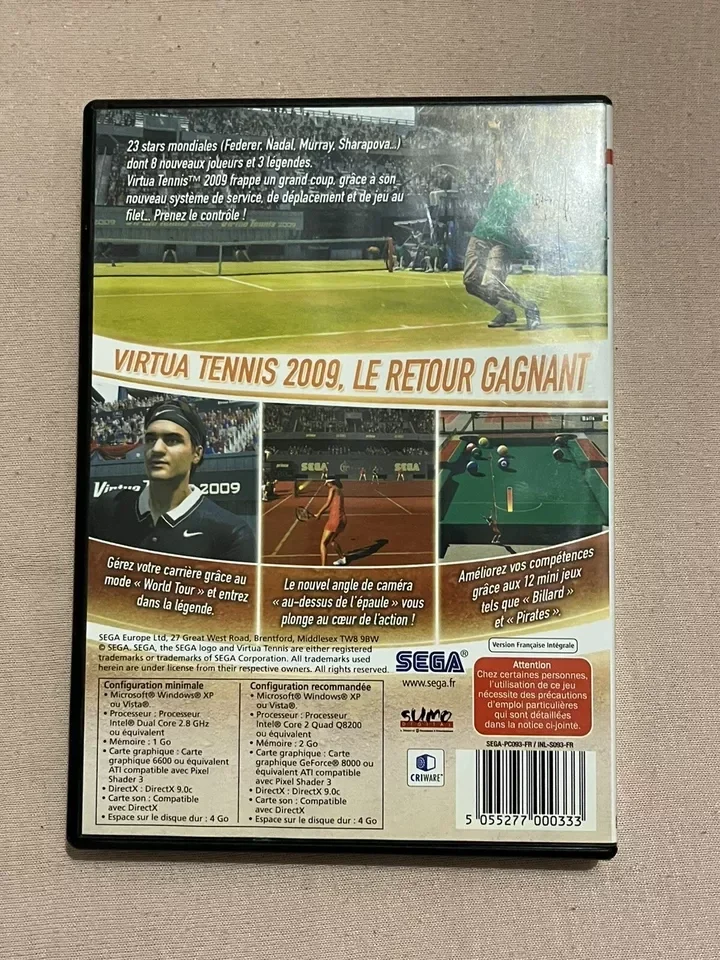 23 stars mondiales (Federer, Nadal, Murray, Sharapova...)
dont 8 nouveaux joueurs et 3 légendes.
Virtua Tennis™ 2009 frappe un grand coup, grâce à son
nouveau système de service, de déplacement et de jeu au
filet... Prenez le contrôle !
2009 Virtua Tennis 2009
VIRTUA TENNIS 2009, LE RETOUR GAGNANT
Virtua Te 2009
SEGA SEGA
Balls
Gérez votre carrière grâce au
mode « World Tour » et entrez
dans la légende.
Le nouvel angle de caméra
« au-dessus de l'épaule » vous
plonge au cœur de l'action !
Améliorez vos compétences
grâce aux 12 mini jeux
tels que « Billard »
et « Pirates ».
SEGA Europe Ltd, 27 Great West Road, Brentford, Middlesex TW8 9BW
© SEGA. SEGA, the SEGA logo and Virtua Tennis are either registered
trademarks or trademarks of SEGA Corporation. All trademarks used
herein are under license from their respective owners. All rights reserved.
SEGA®
www.sega.fr
Version Française Intégrale
Attention
Chez certaines personnes,
l'utilisation de ce jeu
nécessite des précautions
d'emploi particulières
qui sont détaillées
dans la notice ci-jointe.
Configuration minimale
• Microsoft® Windows® XP
ou Vista®.
• Processeur : Processeur
Intel® Dual Core 2.8 GHz
ou équivalent
• Mémoire : 1 Go
• Carte graphique : Carte
graphique 6600 ou équivalent
ATI compatible avec Pixel
Shader 3
• DirectX : DirectX 9.0c
• Carte son : Compatible
avec DirectX
• Espace sur le disque dur : 4 Go
Configuration recommandée
• Microsoft® Windows® XP
ou Vista®.
• Processeur : Processeur
Intel® Core 2 Quad Q8200
ou équivalent
• Mémoire : 2 Go
• Carte graphique : Carte
graphique GeForce® 8000 ou
équivalent ATI compatible
avec Pixel Shader 3
• DirectX : DirectX 9.0c
• Carte son : Compatible
avec DirectX
• Espace sur le disque dur : 4 Go
SUMO
DIGITAL
CRIWARE™
SEGA-PC093-FR / INL-S093-FR
5 055277 000333